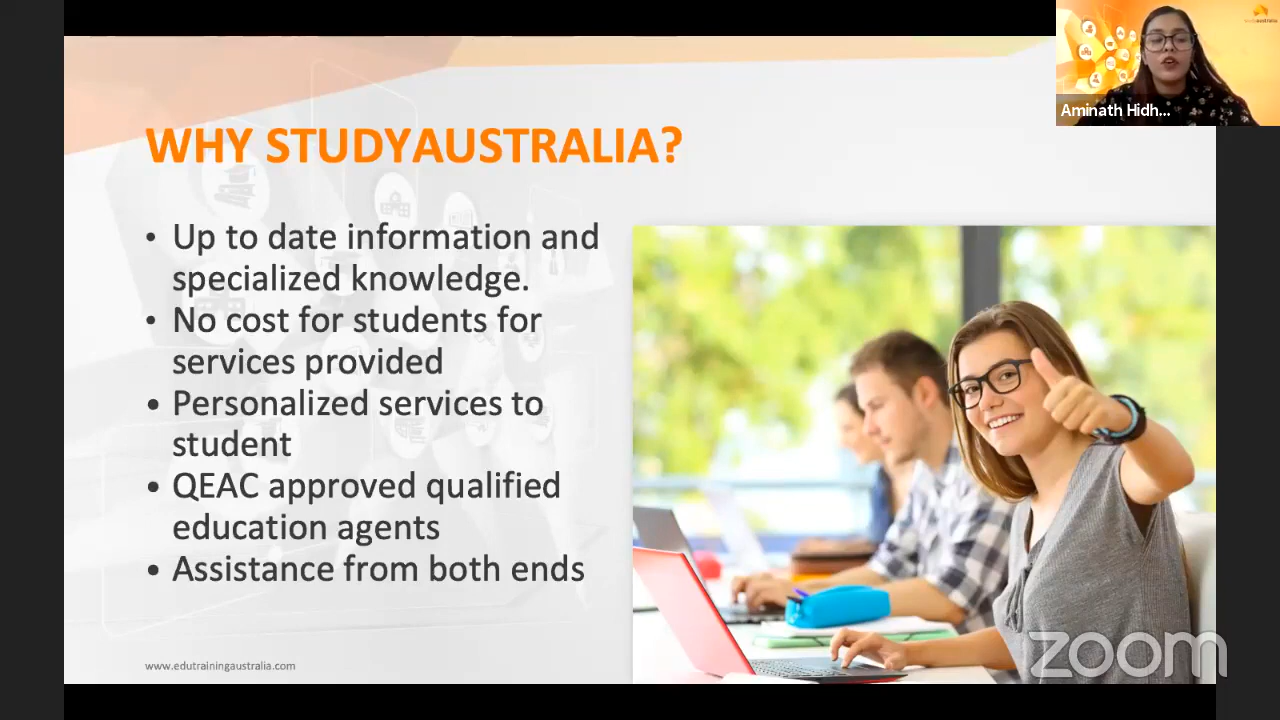 Aminath Hidh...
WHY STUDYAUSTRALIA?
• Up to date information and
specialized knowledge.
• No cost for students for
services provided
• Personalized services to
student
• QEAC approved qualified
education agents
• Assistance from both ends
www.edutrainingaustralia.com
zoom